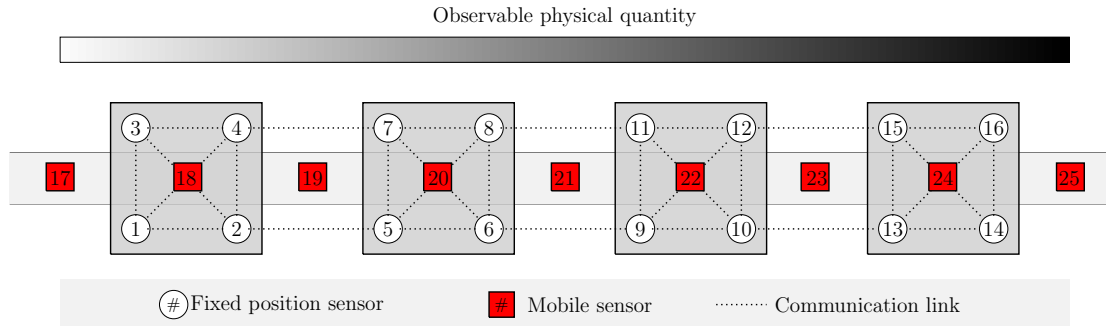 Observable physical quantity
3 4 7 8 11 12 15 16
17 18 19 20 21 22 23 24 25
1 2 5 6 9 10 13 14
# Fixed position sensor # Mobile sensor Communication link